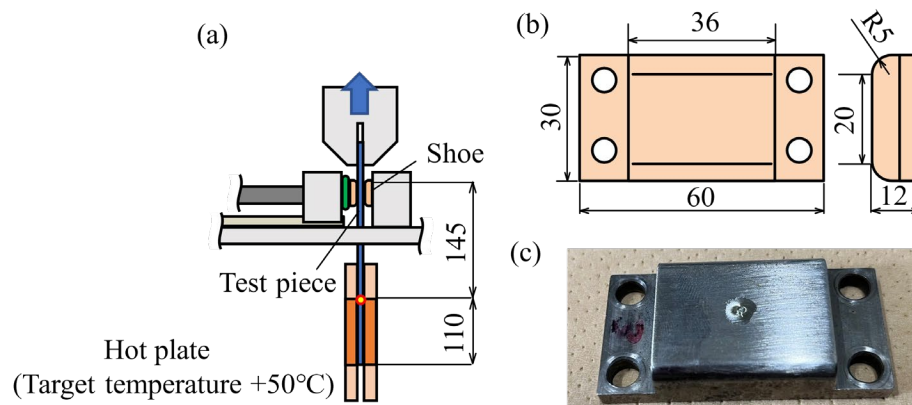 (a)
Shoe
Test piece
145
110
Hot plate
(Target temperature +50°C)
(b)
36
R5
30
20
60
12
(c)